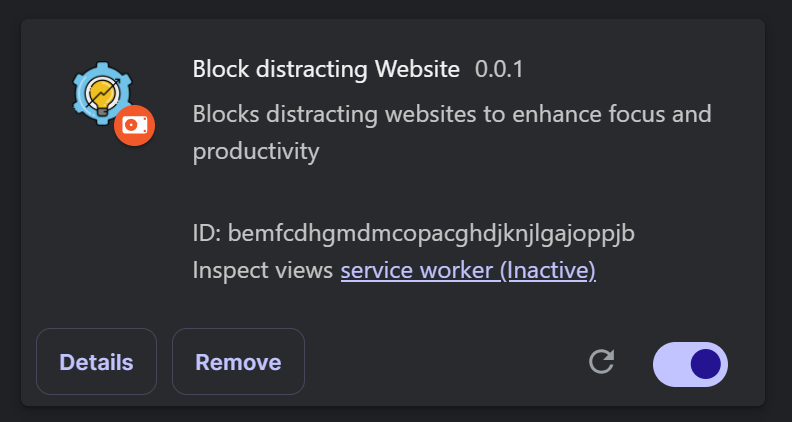 Block distracting Website 0.0.1
Blocks distracting websites to enhance focus and
productivity
ID: bemfcdhgmdmcopacghdjknjlgajoppjb
Inspect views service worker (Inactive)
Details Remove